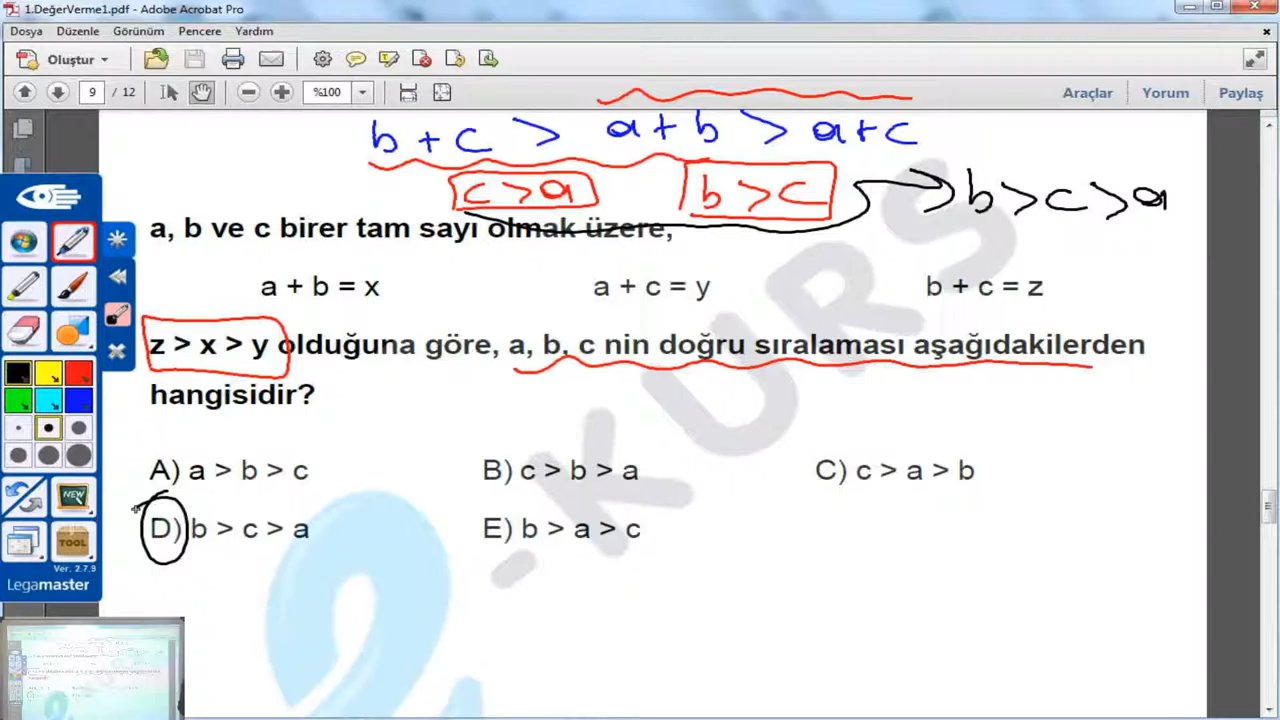 1.DeğerVerme1.pdf - Adobe Acrobat Pro
Dosya Düzenle Görünüm Pencere Yardım
Oluştur
9 / 12 %100 Araçlar Yorum Paylaş
b + c > a + b > a + c
c > a b > c b > c > a
a, b ve c birer tam sayı olmak üzere,
a + b = x a + c = y b + c = z
z > x > y olduğuna göre, a, b, c nin doğru sıralaması aşağıdakilerden
hangisidir?
A) a > b > c B) c > b > a C) c > a > b
D) b > c > a E) b > a > c
NEW
TOOL
Ver. 2.7.9
Legamaster
-KURS